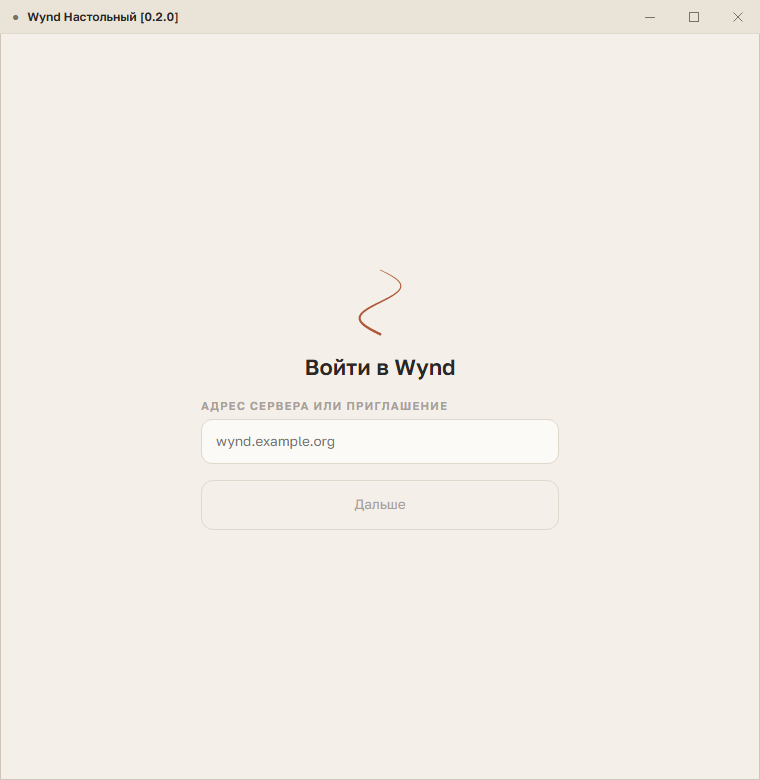 Wynd Настольный [0.2.0]
Войти в Wynd
АДРЕС СЕРВЕРА ИЛИ ПРИГЛАШЕНИЕ
wynd.example.org
Дальше